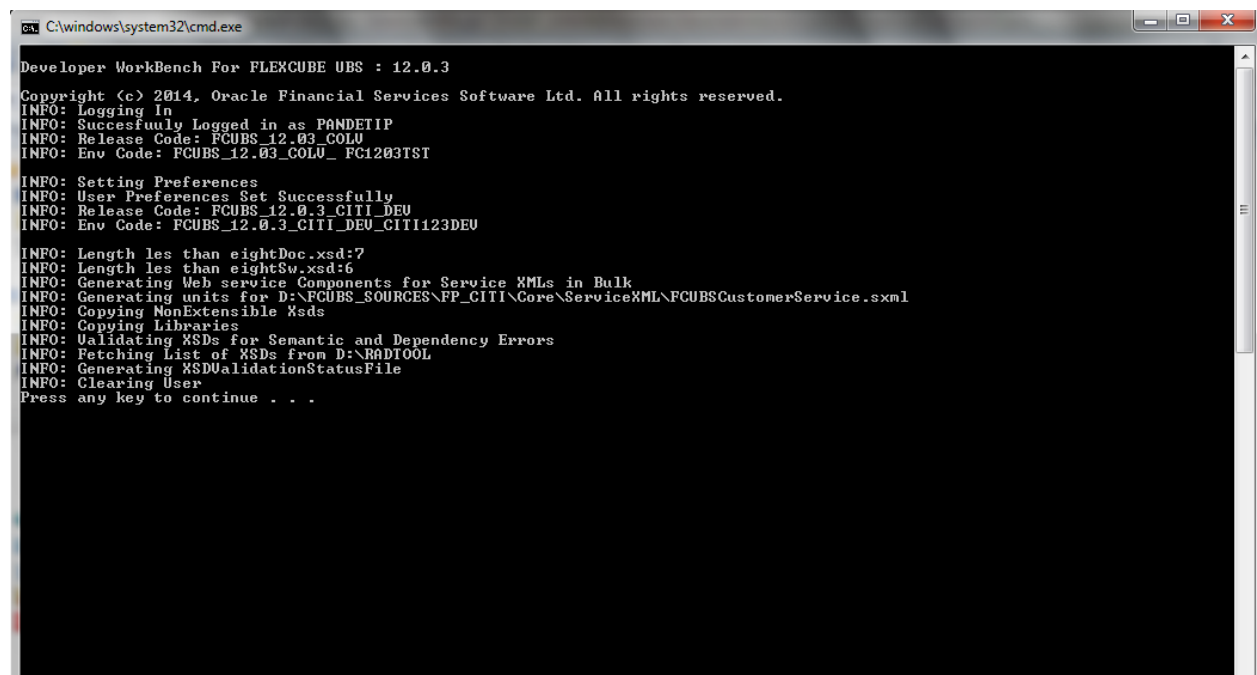 C:\windows\system32\cmd.exe
Developer WorkBench For FLEXCUBE UBS : 12.0.3
Copyright (c) 2014, Oracle Financial Services Software Ltd. All rights reserved.
INFO: Logging In
INFO: Succesfuuly Logged in as PANDETIP
INFO: Release Code: FCUBS_12.03_COLV
INFO: Env Code: FCUBS_12.03_COLV_ FC1203TST
INFO: Setting Preferences
INFO: User Preferences Set Successfully
INFO: Release Code: FCUBS_12.0.3_CITI_DEV
INFO: Env Code: FCUBS_12.0.3_CITI_DEV_CITI123DEV
INFO: Length les than eightDoc.xsd:7
INFO: Length les than eightSw.xsd:6
INFO: Generating Web service Components for Service XMLs in Bulk
INFO: Generating units for D:\FCUBS_SOURCES\FP_CITI\Core\ServiceXML\FCUBSCustomerService.sxml
INFO: Copying NonExtensible Xsds
INFO: Copying Libraries
INFO: Validating XSDs for Semantic and Dependency Errors
INFO: Fetching List of XSDs from D:\RADTOOL
INFO: Generating XSDValidationStatusFile
INFO: Clearing User
Press any key to continue . . .